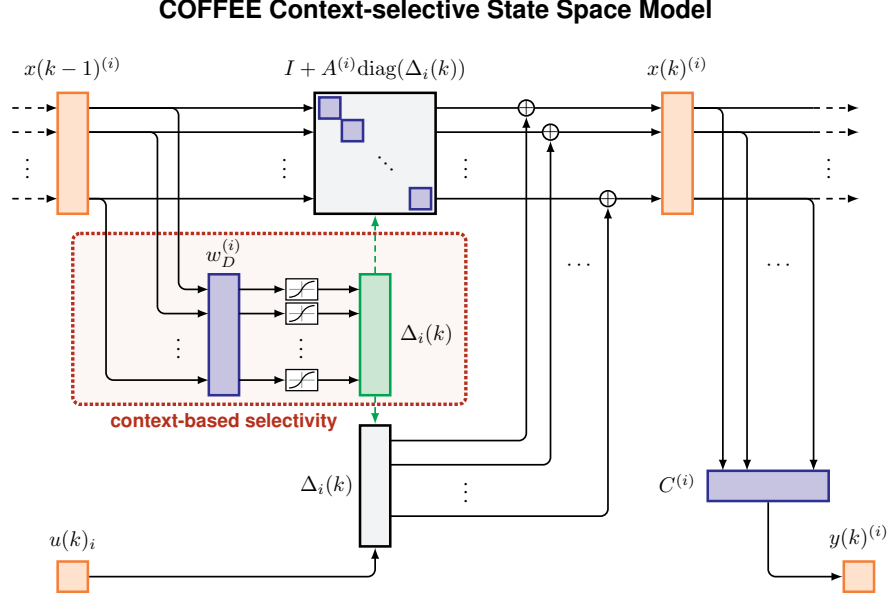 COFFEE Context-selective State Space Model
x(k − 1)^{(i)}
I + A^{(i)}diag(Δ_i(k))
x(k)^{(i)}
w_D^{(i)}
Δ_i(k)
context-based selectivity
Δ_i(k)
C^{(i)}
u(k)_i
y(k)^{(i)}